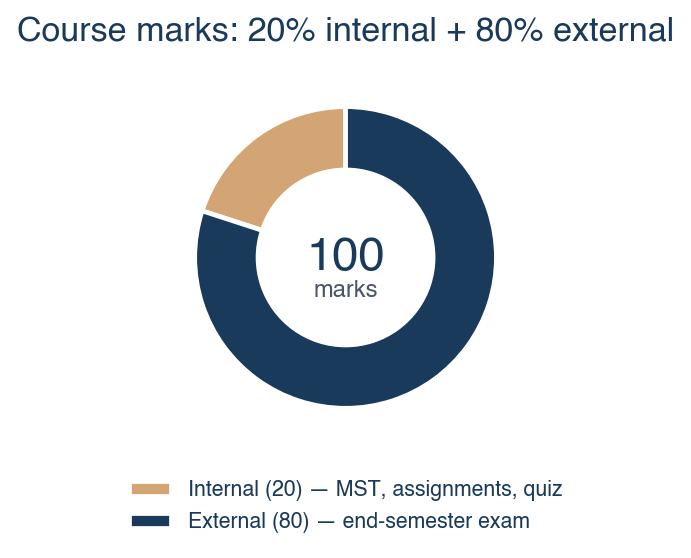 Course marks: 20% internal + 80% external
100
marks
Internal (20) — MST, assignments, quiz
External (80) — end-semester exam